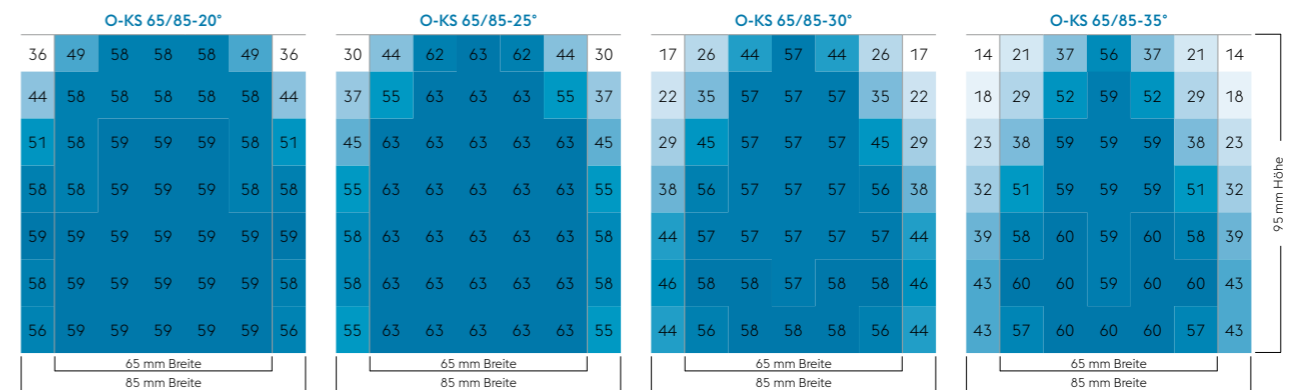 O-KS 65/85-20° O-KS 65/85-25° O-KS 65/85-30° O-KS 65/85-35°
36 49 58 58 58 49 36 30 44 62 63 62 44 30 17 26 44 57 44 26 17 14 21 37 56 37 21 14
44 58 58 58 58 58 44 37 55 63 63 63 55 37 22 35 57 57 57 35 22 18 29 52 59 52 29 18
51 58 59 59 59 58 51 45 63 63 63 63 63 45 29 45 57 57 57 45 29 23 38 59 59 59 38 23
58 58 59 59 59 58 58 55 63 63 63 63 63 55 38 56 57 57 57 56 38 32 51 59 59 59 51 32
59 59 59 59 59 59 59 58 63 63 63 63 63 58 44 57 57 57 57 57 44 39 58 60 59 60 58 39
58 59 59 59 59 59 58 58 63 63 63 63 63 58 46 58 58 57 58 58 46 43 60 60 59 60 60 43
56 59 59 59 59 59 56 55 63 63 63 63 63 55 44 56 58 58 58 56 44 43 57 60 60 60 57 43
95 mm Höhe
65 mm Breite 65 mm Breite 65 mm Breite 65 mm Breite
85 mm Breite 85 mm Breite 85 mm Breite 85 mm Breite